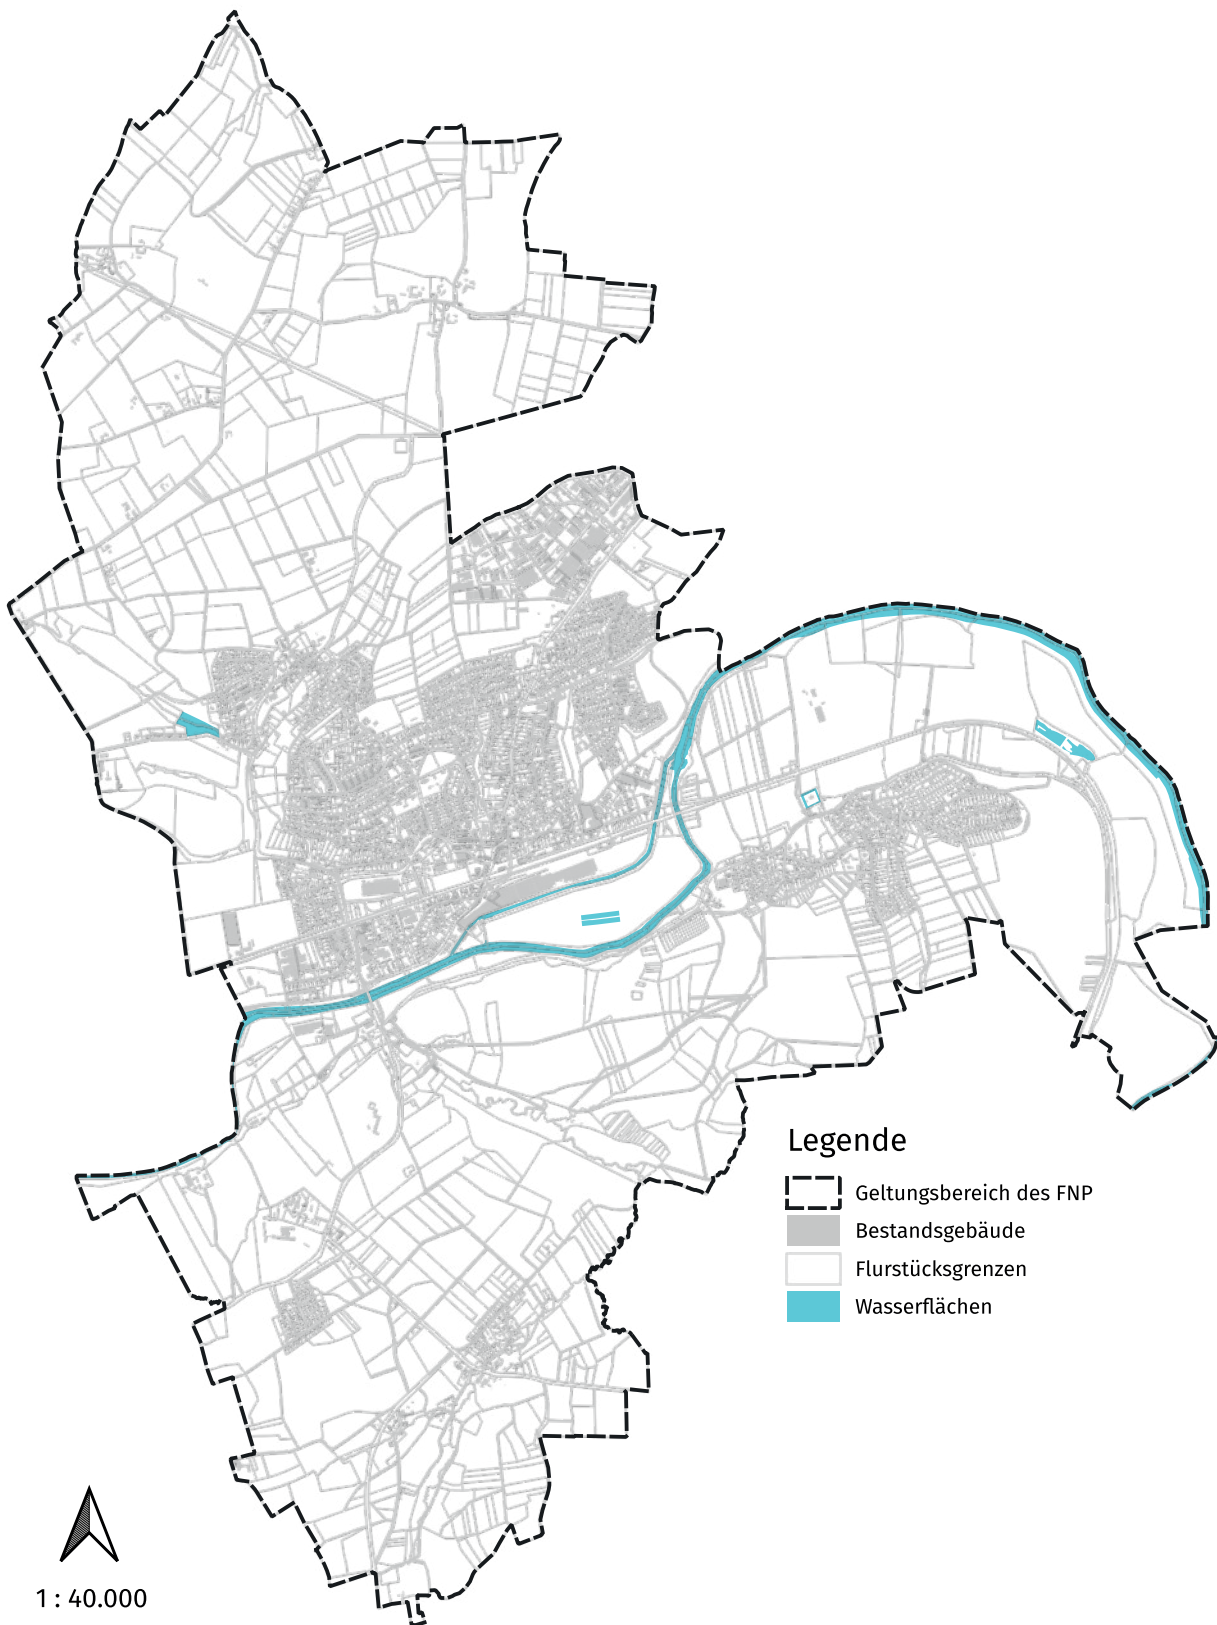 Legende
Geltungsbereich des FNP
Bestandsgebäude
Flurstücksgrenzen
Wasserflächen
1 : 40.000